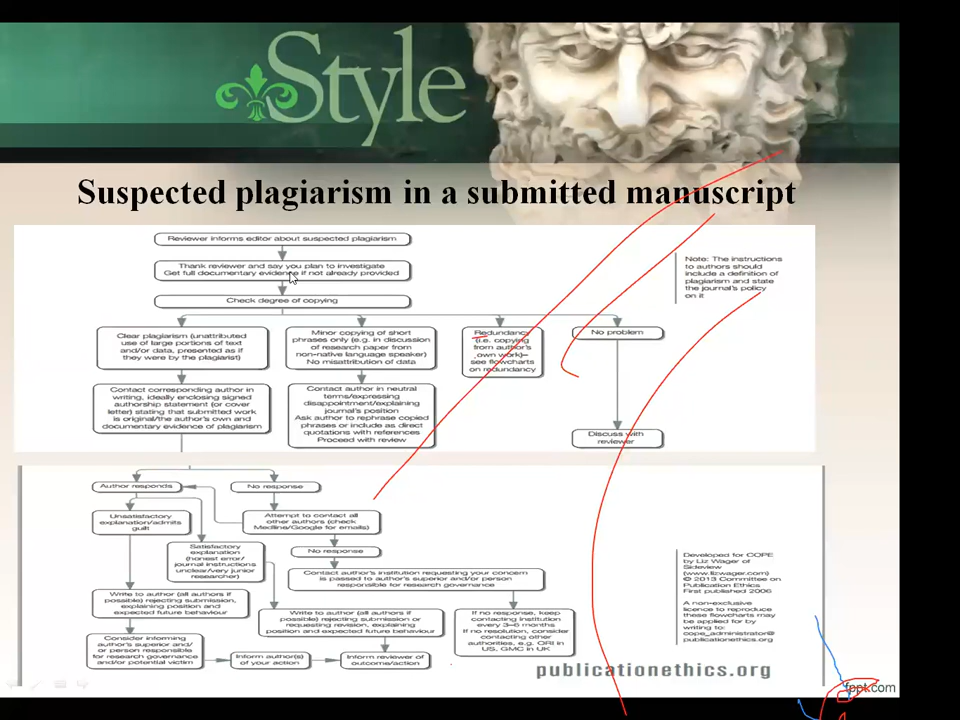 Style
Suspected plagiarism in a submitted manuscript
Reviewer informs editor about suspected plagiarism
Thank reviewer and say you plan to investigate
Get full documentary evidence if not already provided
Check degree of copying
Clear plagiarism (unattributed
use of large portions of text
and/or data, presented as if
they were by the plagiarist)
Minor copying of short
phrases only (e.g. in discussion
of research paper from
non-native language speaker)
No misattribution of data
Redundancy
(i.e. copying
from author's
own work)–
see flowcharts
on redundancy
No problem
Note: The instructions
to authors should
include a definition of
plagiarism and state
the journal's policy
on it
Contact corresponding author in
writing, ideally enclosing signed
authorship statement (or cover
letter) stating that submitted work
is original/the author's own and
documentary evidence of plagiarism
Contact author in neutral
terms/expressing
disappointment/explaining
journal's position
Ask author to rephrase copied
phrases or include as direct
quotations with references
Proceed with review
Discuss with
reviewer
Author responds
No response
Unsatisfactory
explanation/admits
guilt
Attempt to contact all
other authors (check
Medline/Google for emails)
Satisfactory
explanation
(honest error/
journal instructions
unclear/very junior
researcher)
No response
Contact author's institution requesting your concern
is passed to author's superior and/or person
responsible for research governance
Write to author (all authors if
possible) rejecting submission,
explaining position and
expected future behaviour
Write to author (all authors if
possible) rejecting submission or
requesting revision, explaining
position and expected future behaviour
If no response, keep
contacting institution
every 3–6 months
If no resolution, consider
contacting other
authorities, e.g. ORI in
US, GMC in UK
Consider informing
author's superior and/
or person responsible
for research governance
and/or potential victim
Inform author(s)
of your action
Inform reviewer of
outcome/action
Developed for COPE
by Liz Wager of
Sideview
(www.lizwager.com)
© 2013 Committee on
Publication Ethics
First published 2006
A non-exclusive
licence to reproduce
these flowcharts may
be applied for by
writing to:
cope_administrator@
publicationethics.org
publicationethics.org
fppt.com